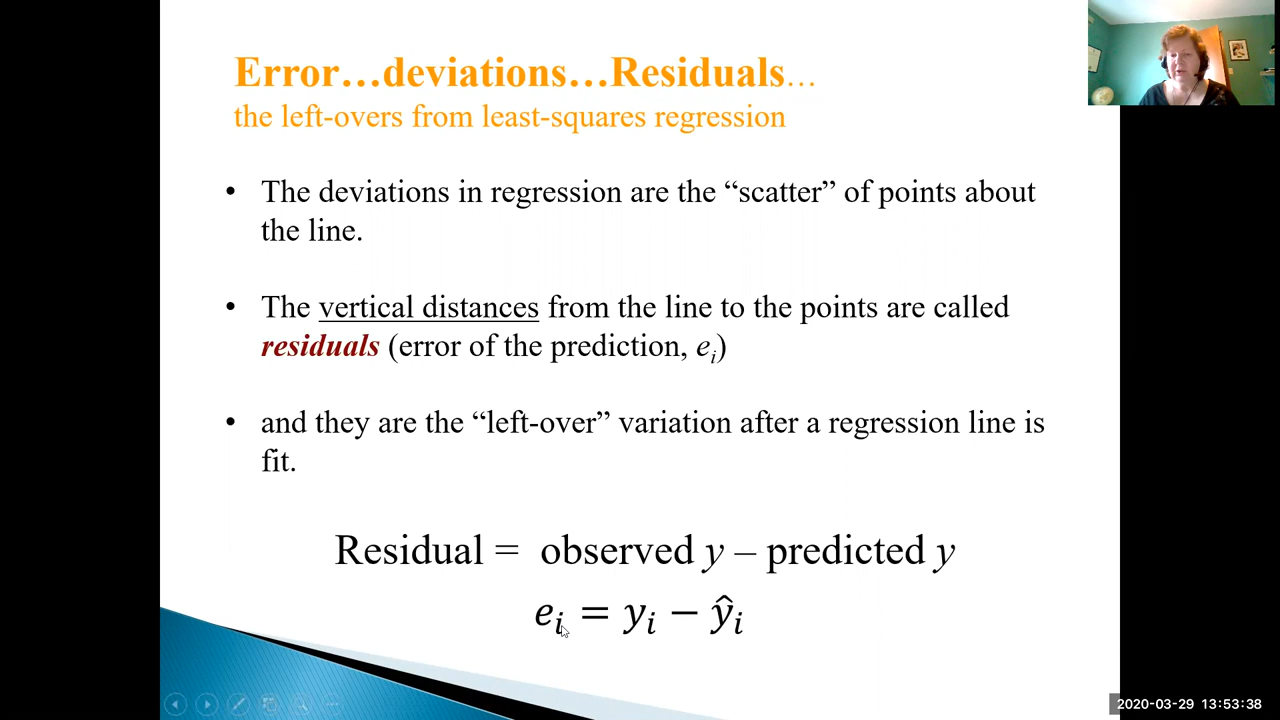 Error…deviations…Residuals…
the left-overs from least-squares regression
• The deviations in regression are the “scatter” of points about
the line.
• The vertical distances from the line to the points are called
residuals (error of the prediction, eᵢ)
• and they are the “left-over” variation after a regression line is
fit.
Residual = observed y – predicted y
eᵢ = yᵢ − ŷᵢ
2020-03-29 13:53:38